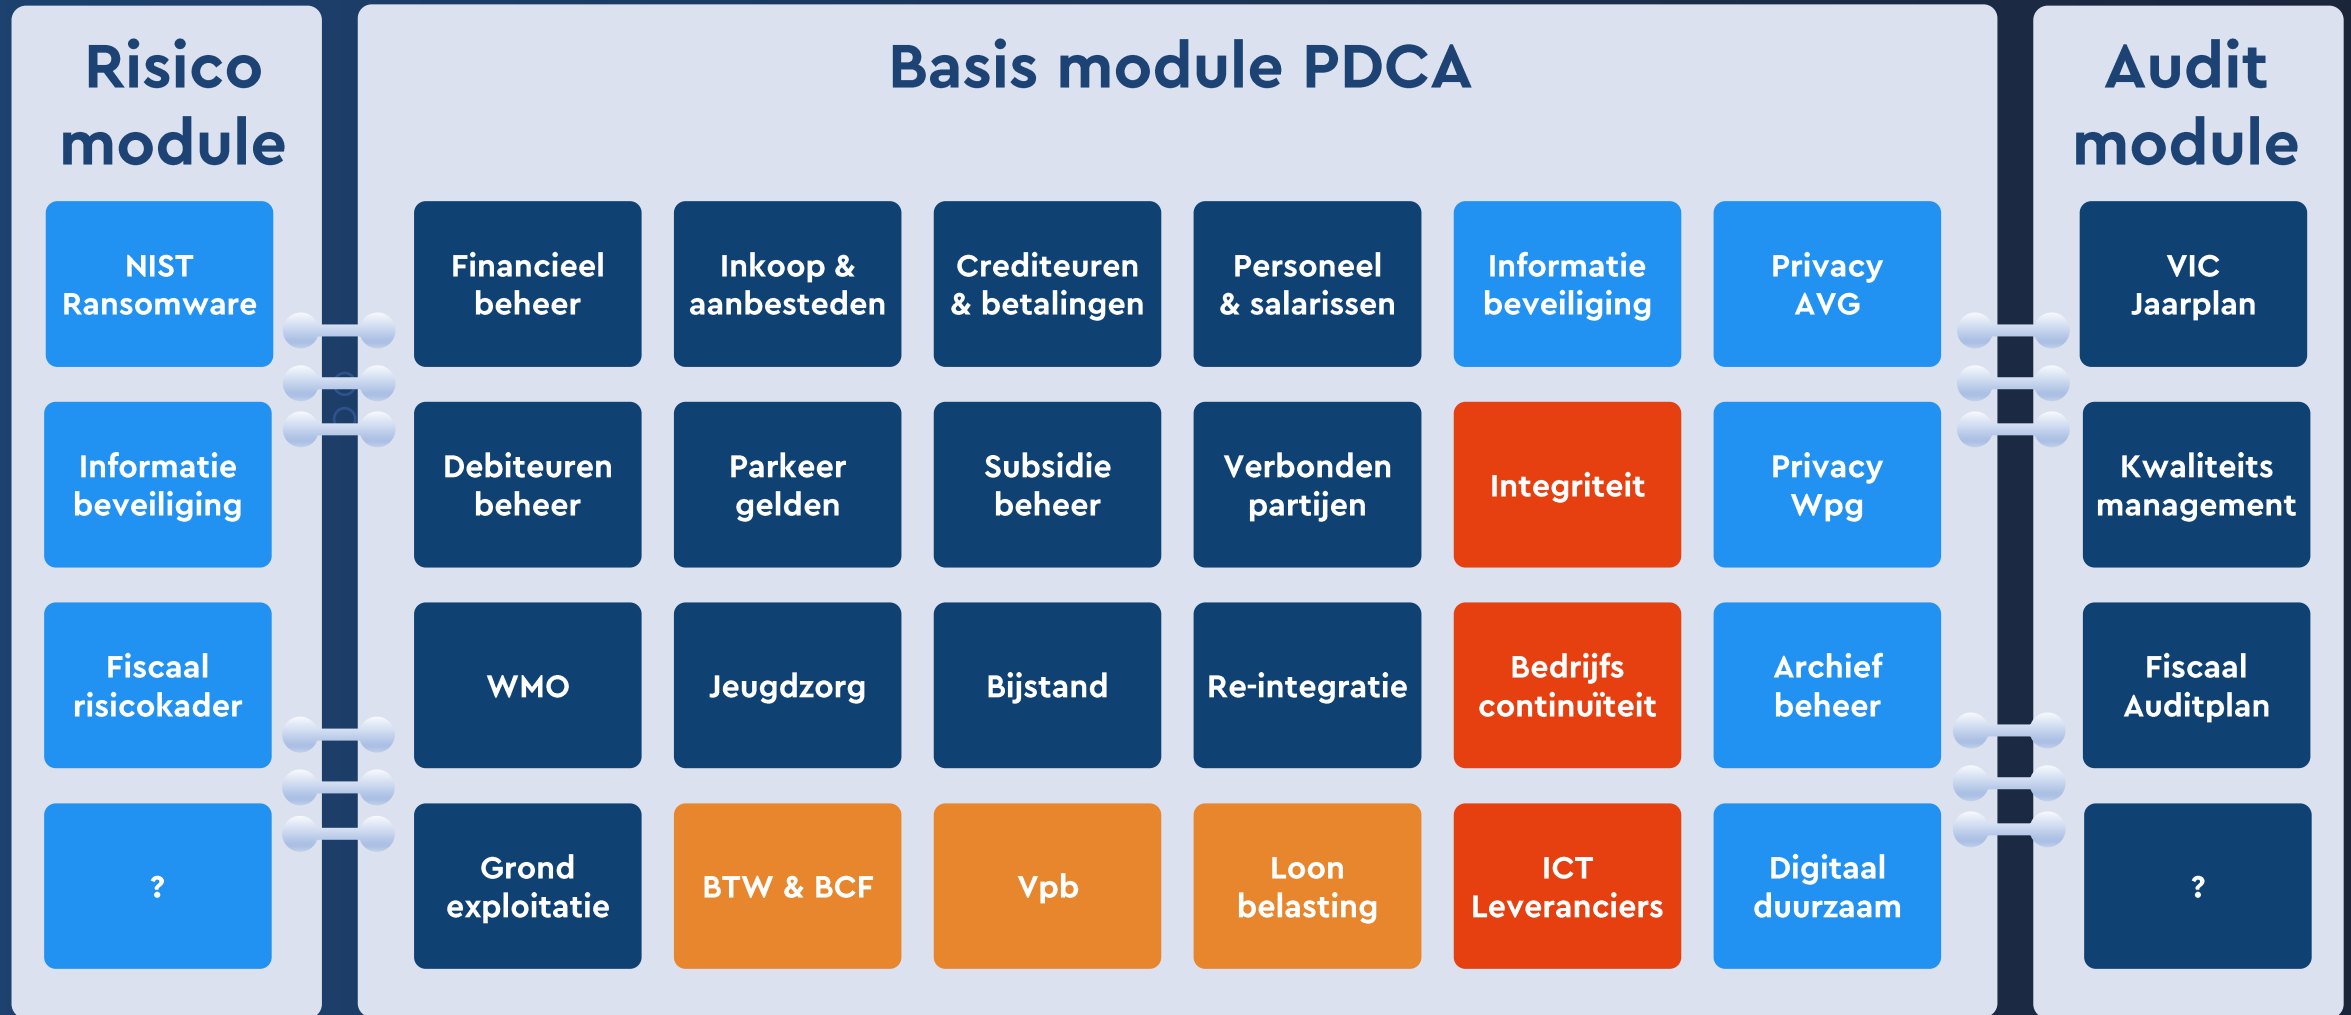 Risico
module
Basis module PDCA
Audit
module
NIST
Ransomware
Informatie
beveiliging
Fiscaal
risicokader
?
Financieel
beheer
Inkoop &
aanbesteden
Crediteuren
& betalingen
Personeel
& salarissen
Informatie
beveiliging
Privacy
AVG
Debiteuren
beheer
Parkeer
gelden
Subsidie
beheer
Verbonden
partijen
Integriteit
Privacy
Wpg
WMO
Jeugdzorg
Bijstand
Re-integratie
Bedrijfs
continuïteit
Archief
beheer
Grond
exploitatie
BTW & BCF
Vpb
Loon
belasting
ICT
Leveranciers
Digitaal
duurzaam
VIC
Jaarplan
Kwaliteits
management
Fiscaal
Auditplan
?